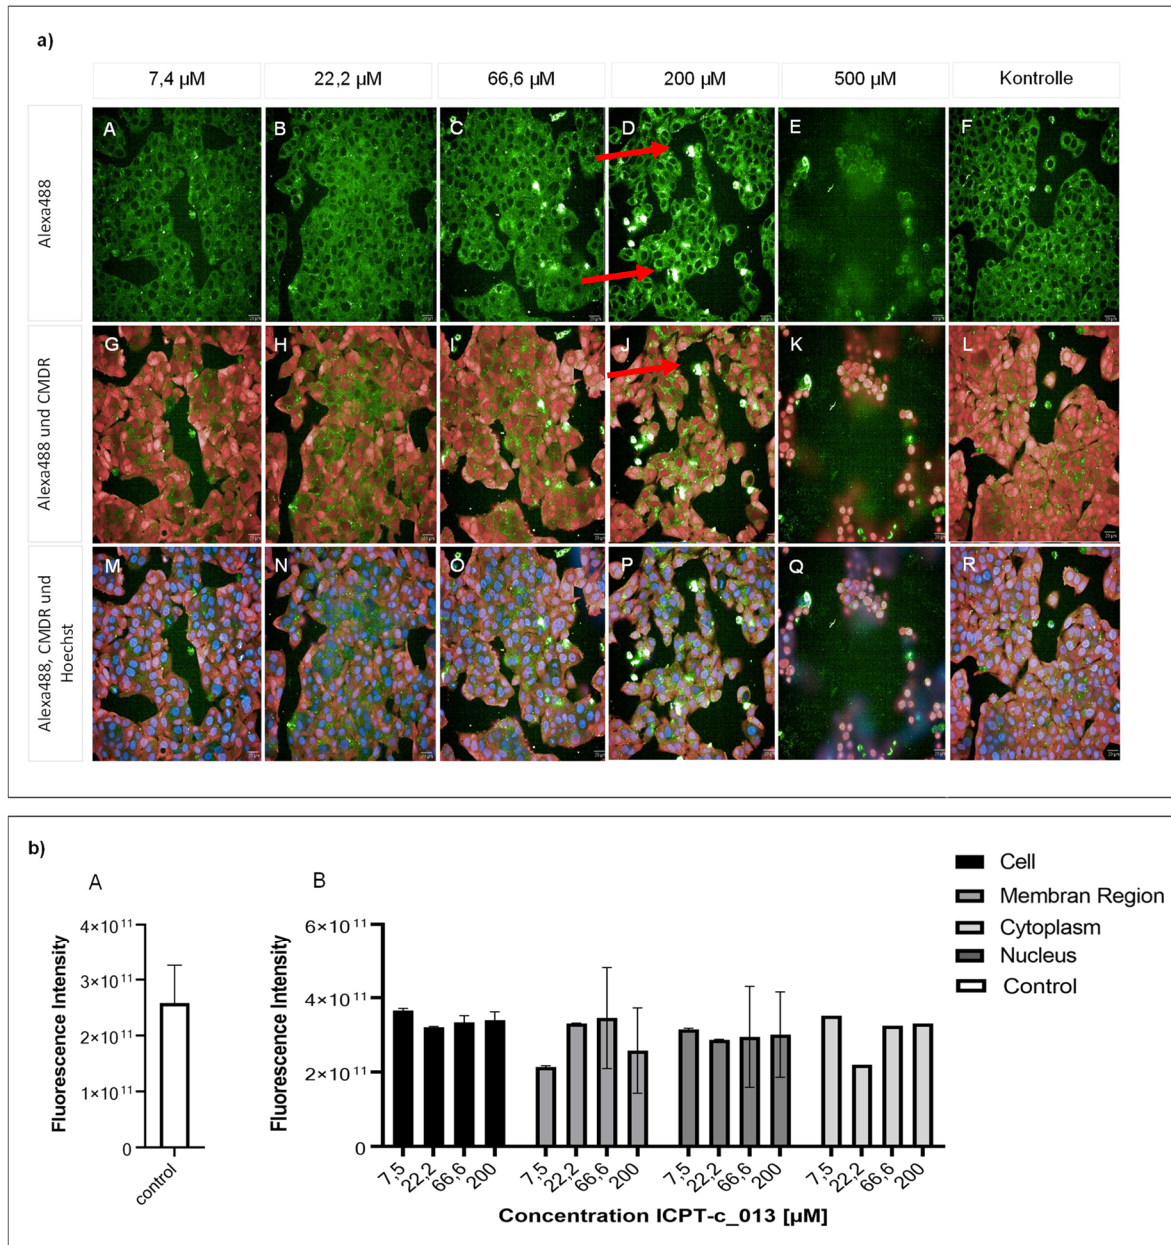 a)
7,4 µM
22,2 µM
66,6 µM
200 µM
500 µM
Kontrolle
Alexa488
A
B
C
D
E
F
Alexa488 und CMDR
G
H
I
J
K
L
Alexa488, CMDR und
Hoechst
M
N
O
P
Q
R
b)
A
Fluorescence Intensity
4×10¹¹
3×10¹¹
2×10¹¹
1×10¹¹
0
control
B
Fluorescence Intensity
6×10¹¹
4×10¹¹
2×10¹¹
0
7,5
22,2
66,6
200
7,5
22,2
66,6
200
7,5
22,2
66,6
200
7,5
22,2
66,6
200
Concentration ICPT-c_013 [µM]
Cell
Membran Region
Cytoplasm
Nucleus
Control